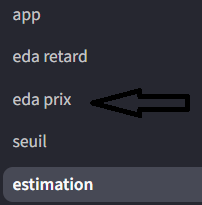 app
eda retard
eda prix
seuil
estimation